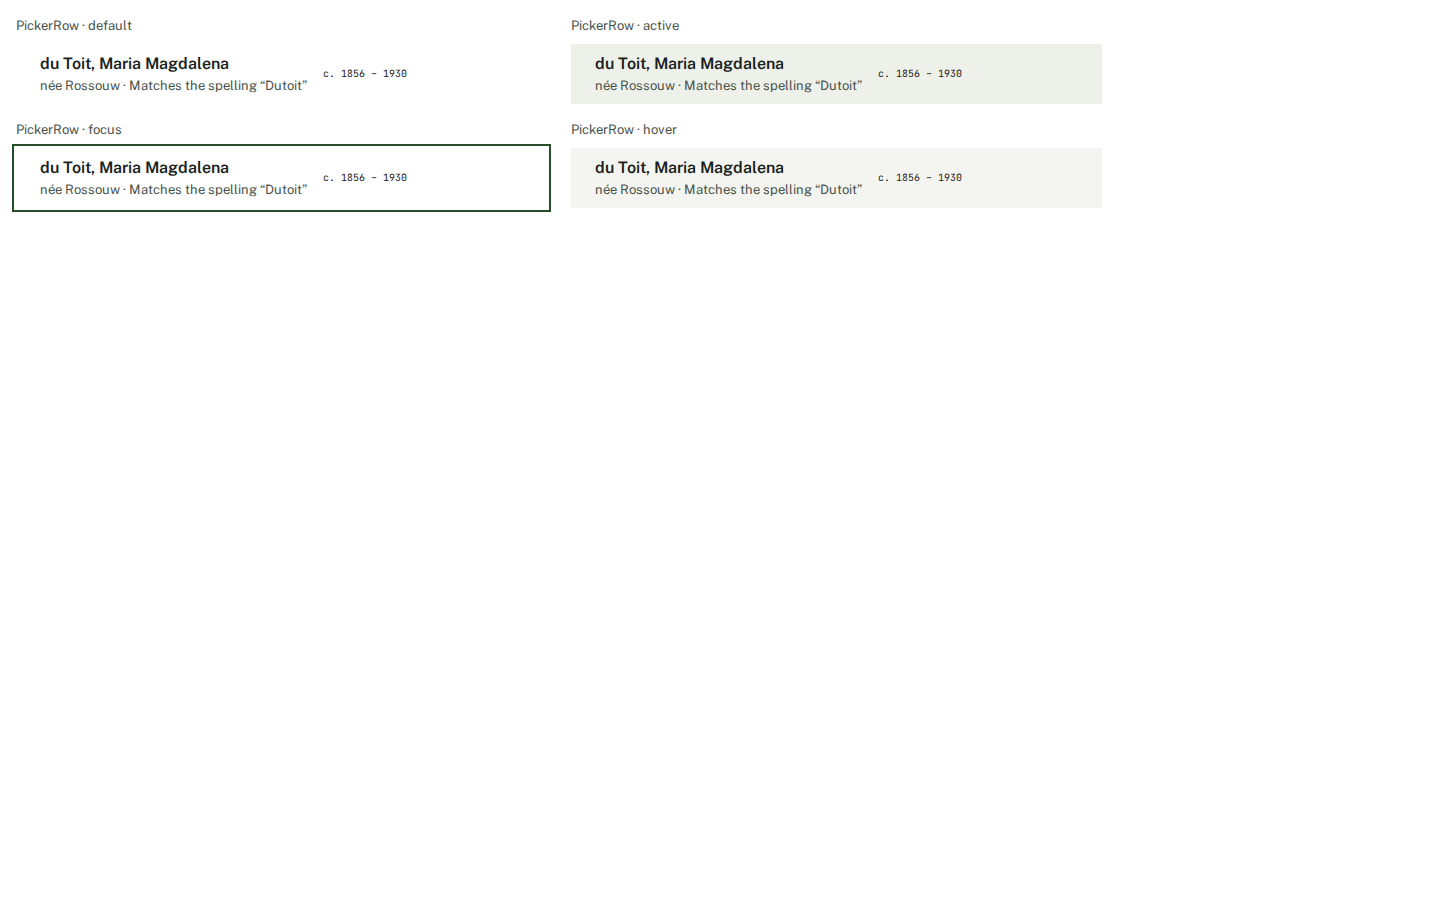 PickerRow · default
du Toit, Maria Magdalena
née Rossouw · Matches the spelling “Dutoit”
c. 1856 – 1930
PickerRow · active
du Toit, Maria Magdalena
née Rossouw · Matches the spelling “Dutoit”
c. 1856 – 1930
PickerRow · focus
du Toit, Maria Magdalena
née Rossouw · Matches the spelling “Dutoit”
c. 1856 – 1930
PickerRow · hover
du Toit, Maria Magdalena
née Rossouw · Matches the spelling “Dutoit”
c. 1856 – 1930